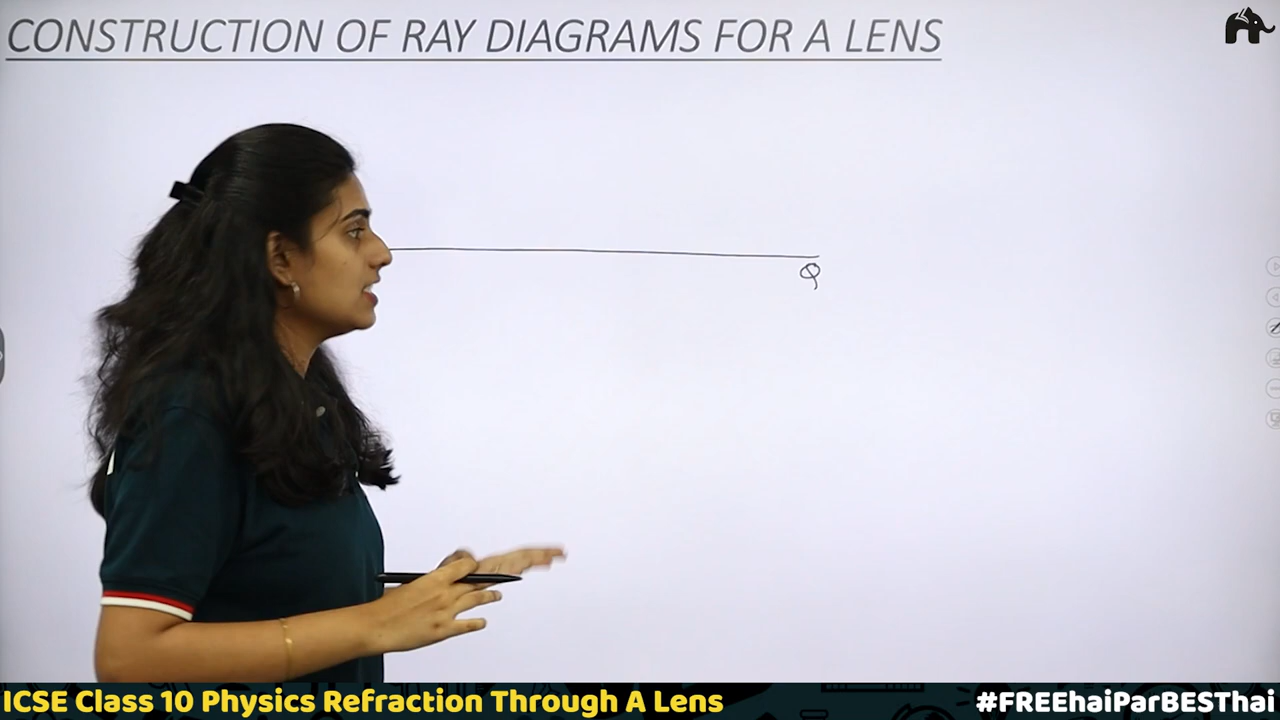 CONSTRUCTION OF RAY DIAGRAMS FOR A LENS
Q
ICSE Class 10 Physics Refraction Through A Lens
#FREEhaiParBESThai